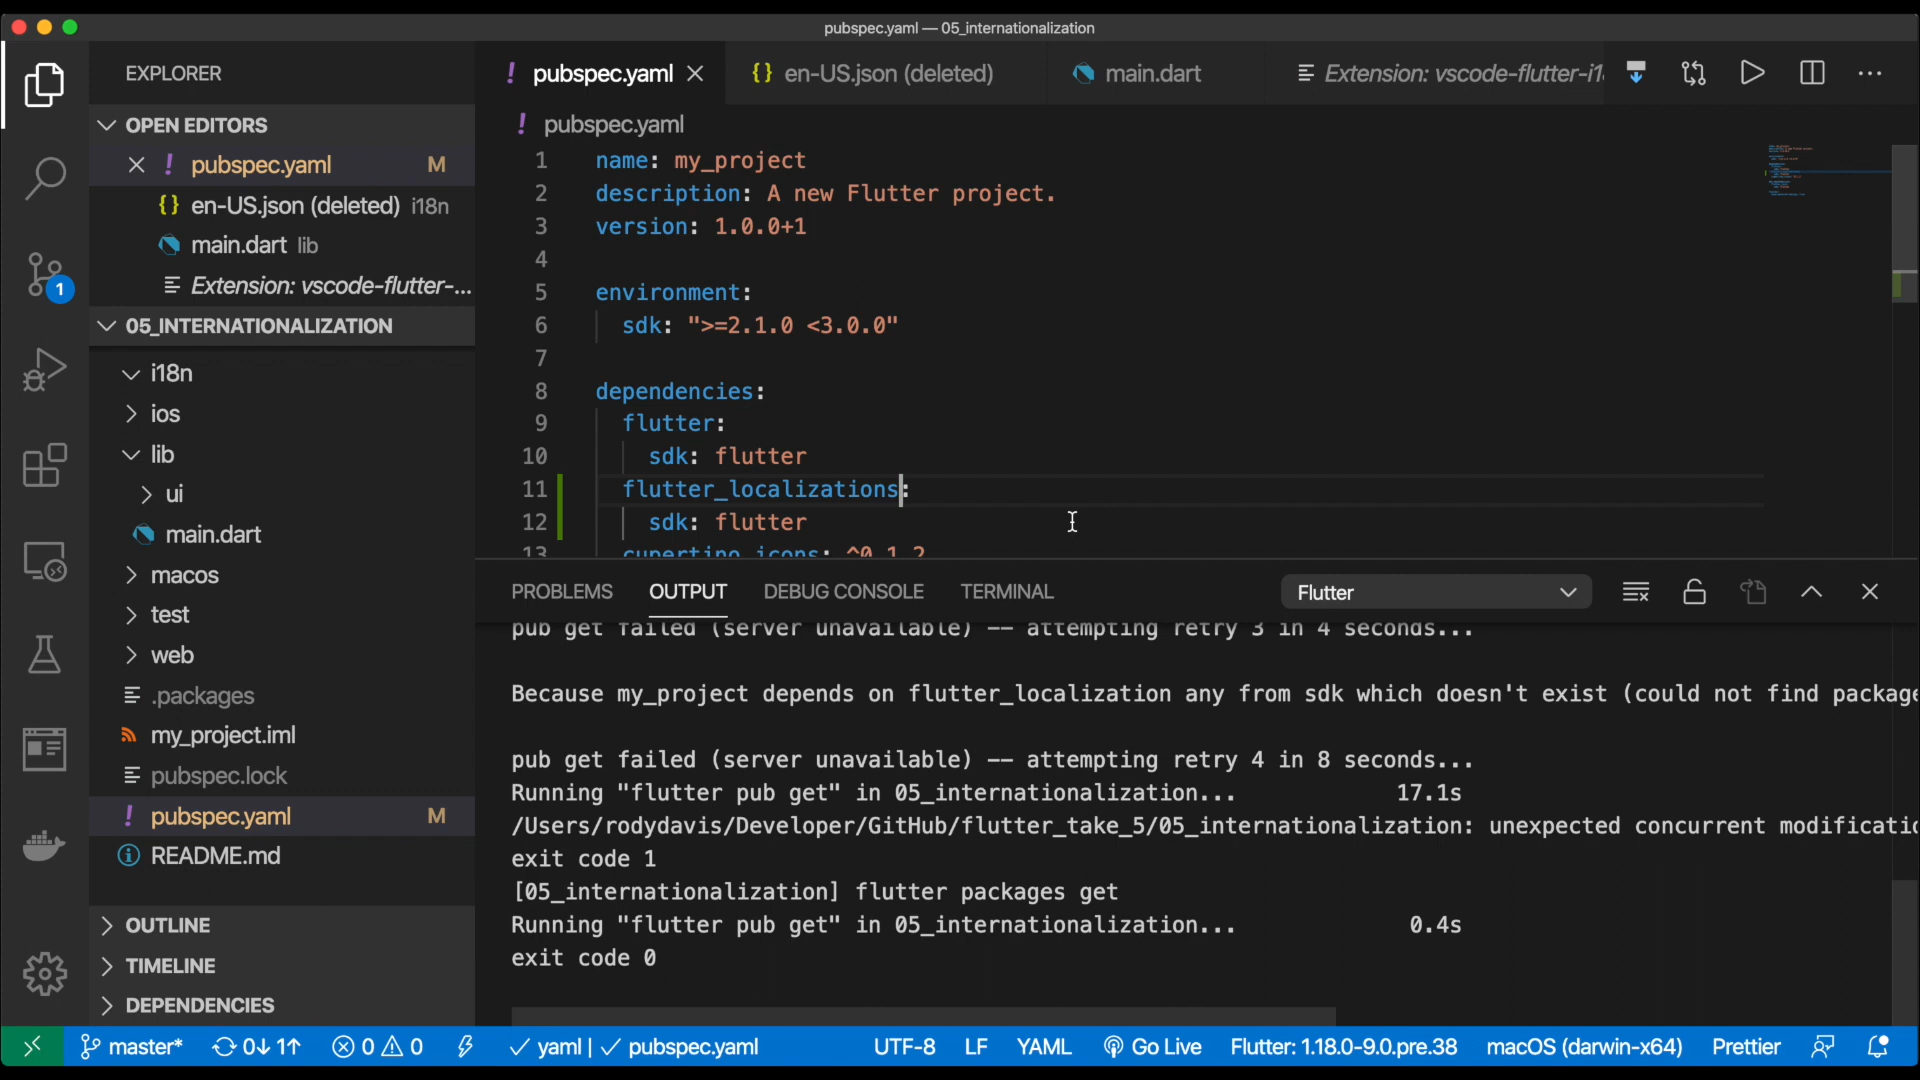 pubspec.yaml — 05_internationalization
EXPLORER
OPEN EDITORS
pubspec.yaml M
en-US.json (deleted) i18n
main.dart lib
Extension: vscode-flutter-...
05_INTERNATIONALIZATION
i18n
ios
lib
ui
main.dart
macos
test
web
.packages
my_project.iml
pubspec.lock
pubspec.yaml M
README.md
OUTLINE
TIMELINE
DEPENDENCIES
1
! pubspec.yaml
{} en-US.json (deleted)
main.dart
Extension: vscode-flutter-i1
! pubspec.yaml
1 name: my_project
2 description: A new Flutter project.
3 version: 1.0.0+1
4
5 environment:
6 sdk: ">=2.1.0 <3.0.0"
7
8 dependencies:
9 flutter:
10 sdk: flutter
11 flutter_localizations:
12 sdk: flutter
13 cupertino_icons: ^0.1.2
PROBLEMS OUTPUT DEBUG CONSOLE TERMINAL Flutter
pub get failed (server unavailable) -- attempting retry 3 in 4 seconds...
Because my_project depends on flutter_localization any from sdk which doesn't exist (could not find package
pub get failed (server unavailable) -- attempting retry 4 in 8 seconds...
Running "flutter pub get" in 05_internationalization... 17.1s
/Users/rodydavis/Developer/GitHub/flutter_take_5/05_internationalization: unexpected concurrent modificatio
exit code 1
[05_internationalization] flutter packages get
Running "flutter pub get" in 05_internationalization... 0.4s
exit code 0
master* 0↓ 1↑ 0 0 yaml | pubspec.yaml UTF-8 LF YAML Go Live Flutter: 1.18.0-9.0.pre.38 macOS (darwin-x64) Prettier